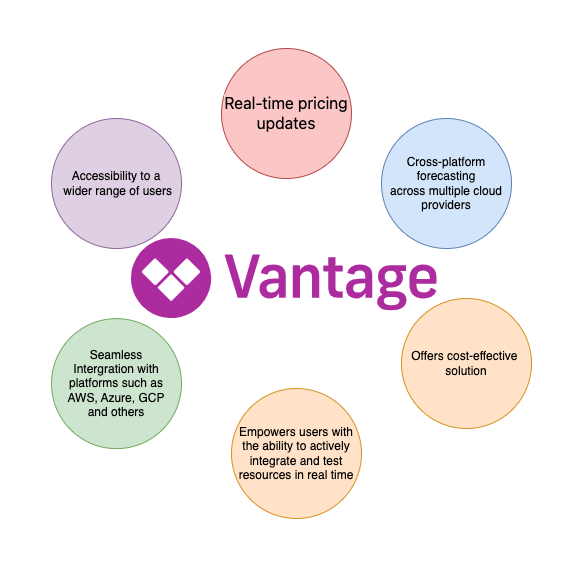 Real-time pricing
updates
Accessibility to a
wider range of users
Cross-platform
forecasting
across multiple cloud
providers
Vantage
Seamless
Intergration with
platforms such as
AWS, Azure, GCP
and others
Offers cost-effective
solution
Empowers users with
the ability to actively
integrate and test
resources in real time